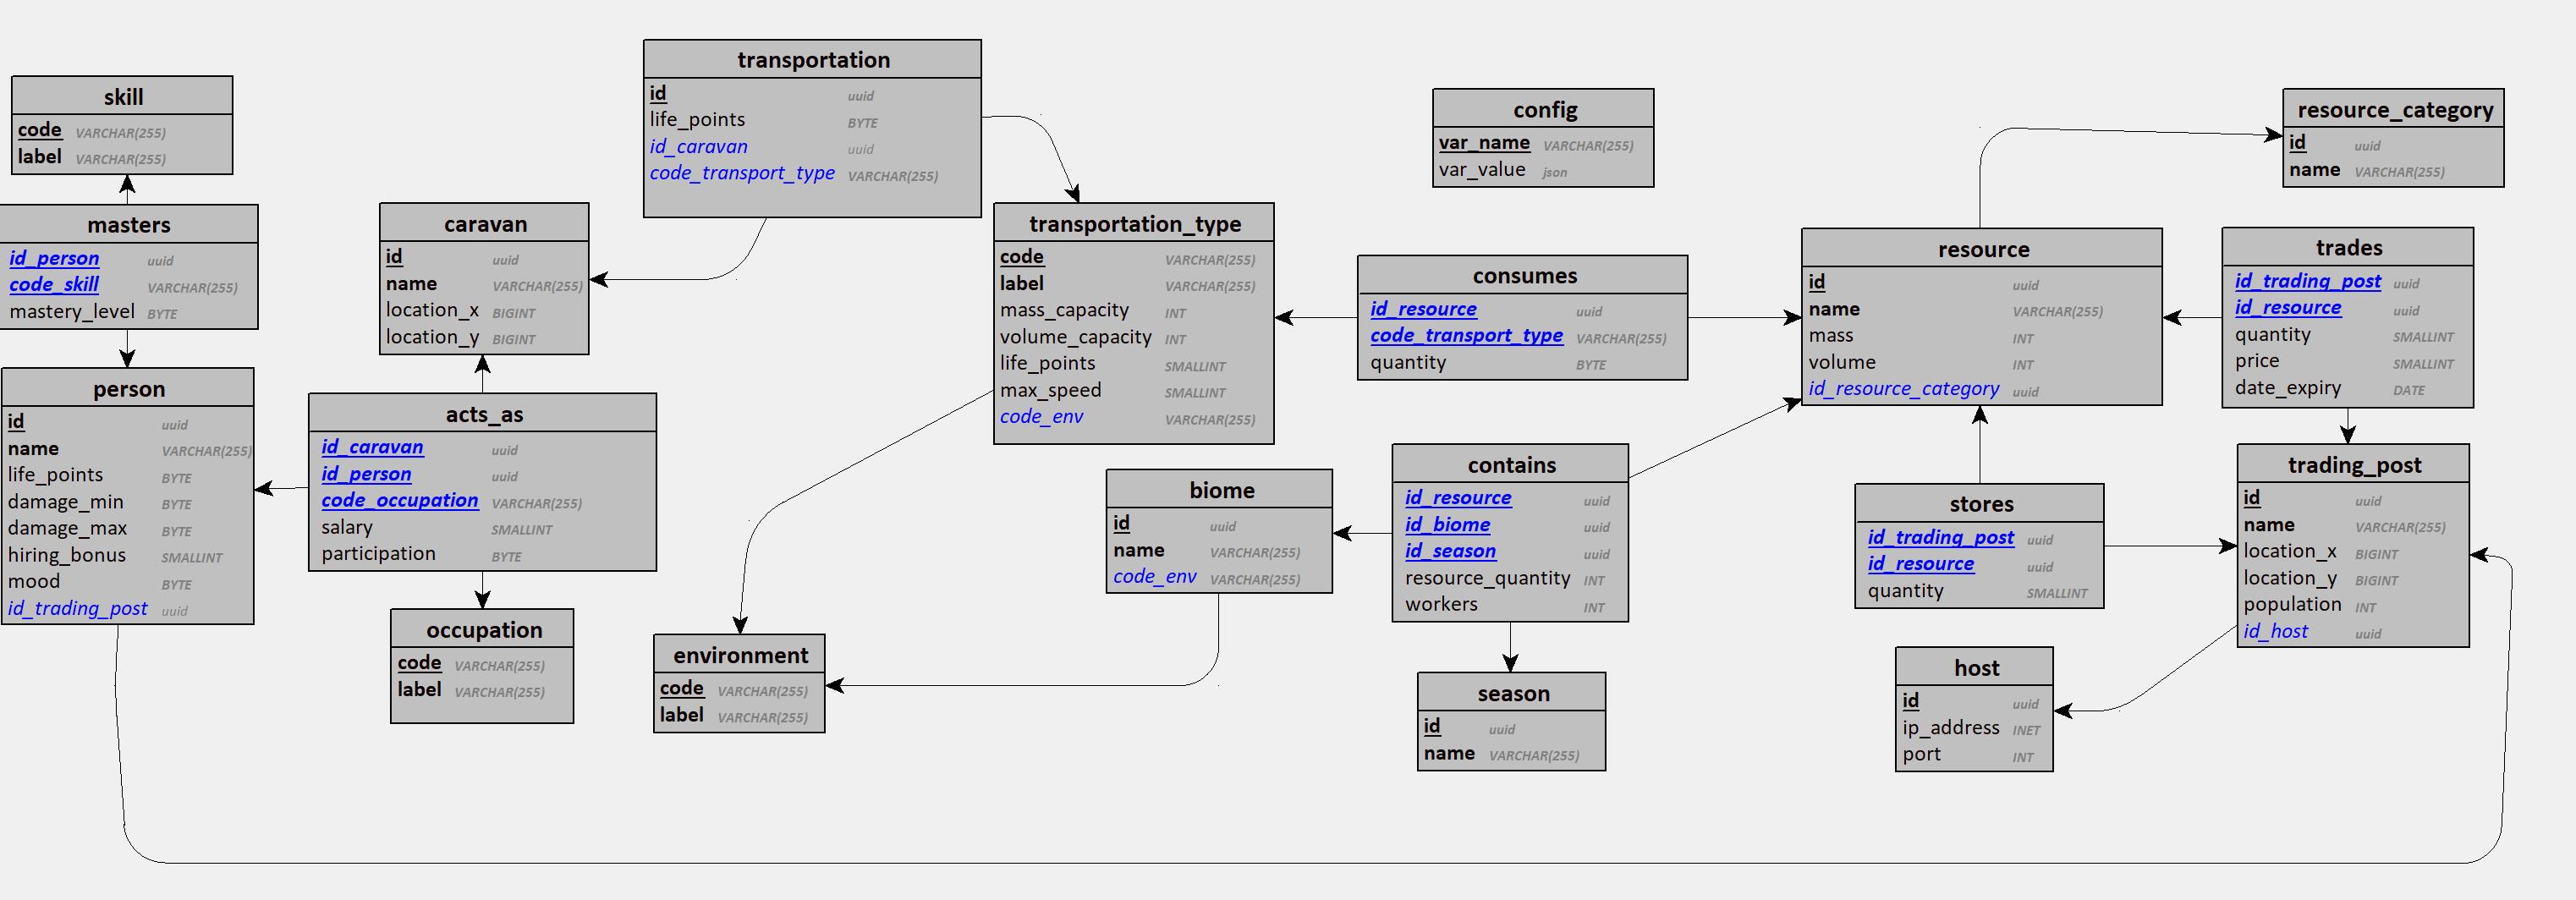 transportation
id uuid
life_points BYTE
id_caravan uuid
code_transport_type VARCHAR(255)
skill
code VARCHAR(255)
label VARCHAR(255)
config
var_name VARCHAR(255)
var_value json
resource_category
id uuid
name VARCHAR(255)
masters
id_person uuid
code_skill VARCHAR(255)
mastery_level BYTE
caravan
id uuid
name VARCHAR(255)
location_x BIGINT
location_y BIGINT
transportation_type
code VARCHAR(255)
label VARCHAR(255)
mass_capacity INT
volume_capacity INT
life_points SMALLINT
max_speed SMALLINT
code_env VARCHAR(255)
consumes
id_resource uuid
code_transport_type VARCHAR(255)
quantity BYTE
resource
id uuid
name VARCHAR(255)
mass INT
volume INT
id_resource_category uuid
trades
id_trading_post uuid
id_resource uuid
quantity SMALLINT
price SMALLINT
date_expiry DATE
person
id uuid
name VARCHAR(255)
life_points BYTE
damage_min BYTE
damage_max BYTE
hiring_bonus SMALLINT
mood BYTE
id_trading_post uuid
acts_as
id_caravan uuid
id_person uuid
code_occupation VARCHAR(255)
salary SMALLINT
participation BYTE
biome
id uuid
name VARCHAR(255)
code_env VARCHAR(255)
contains
id_resource uuid
id_biome uuid
id_season uuid
resource_quantity INT
workers INT
stores
id_trading_post uuid
id_resource uuid
quantity SMALLINT
trading_post
id uuid
name VARCHAR(255)
location_x BIGINT
location_y BIGINT
population INT
id_host uuid
occupation
code VARCHAR(255)
label VARCHAR(255)
environment
code VARCHAR(255)
label VARCHAR(255)
season
id uuid
name VARCHAR(255)
host
id uuid
ip_address INET
port INT